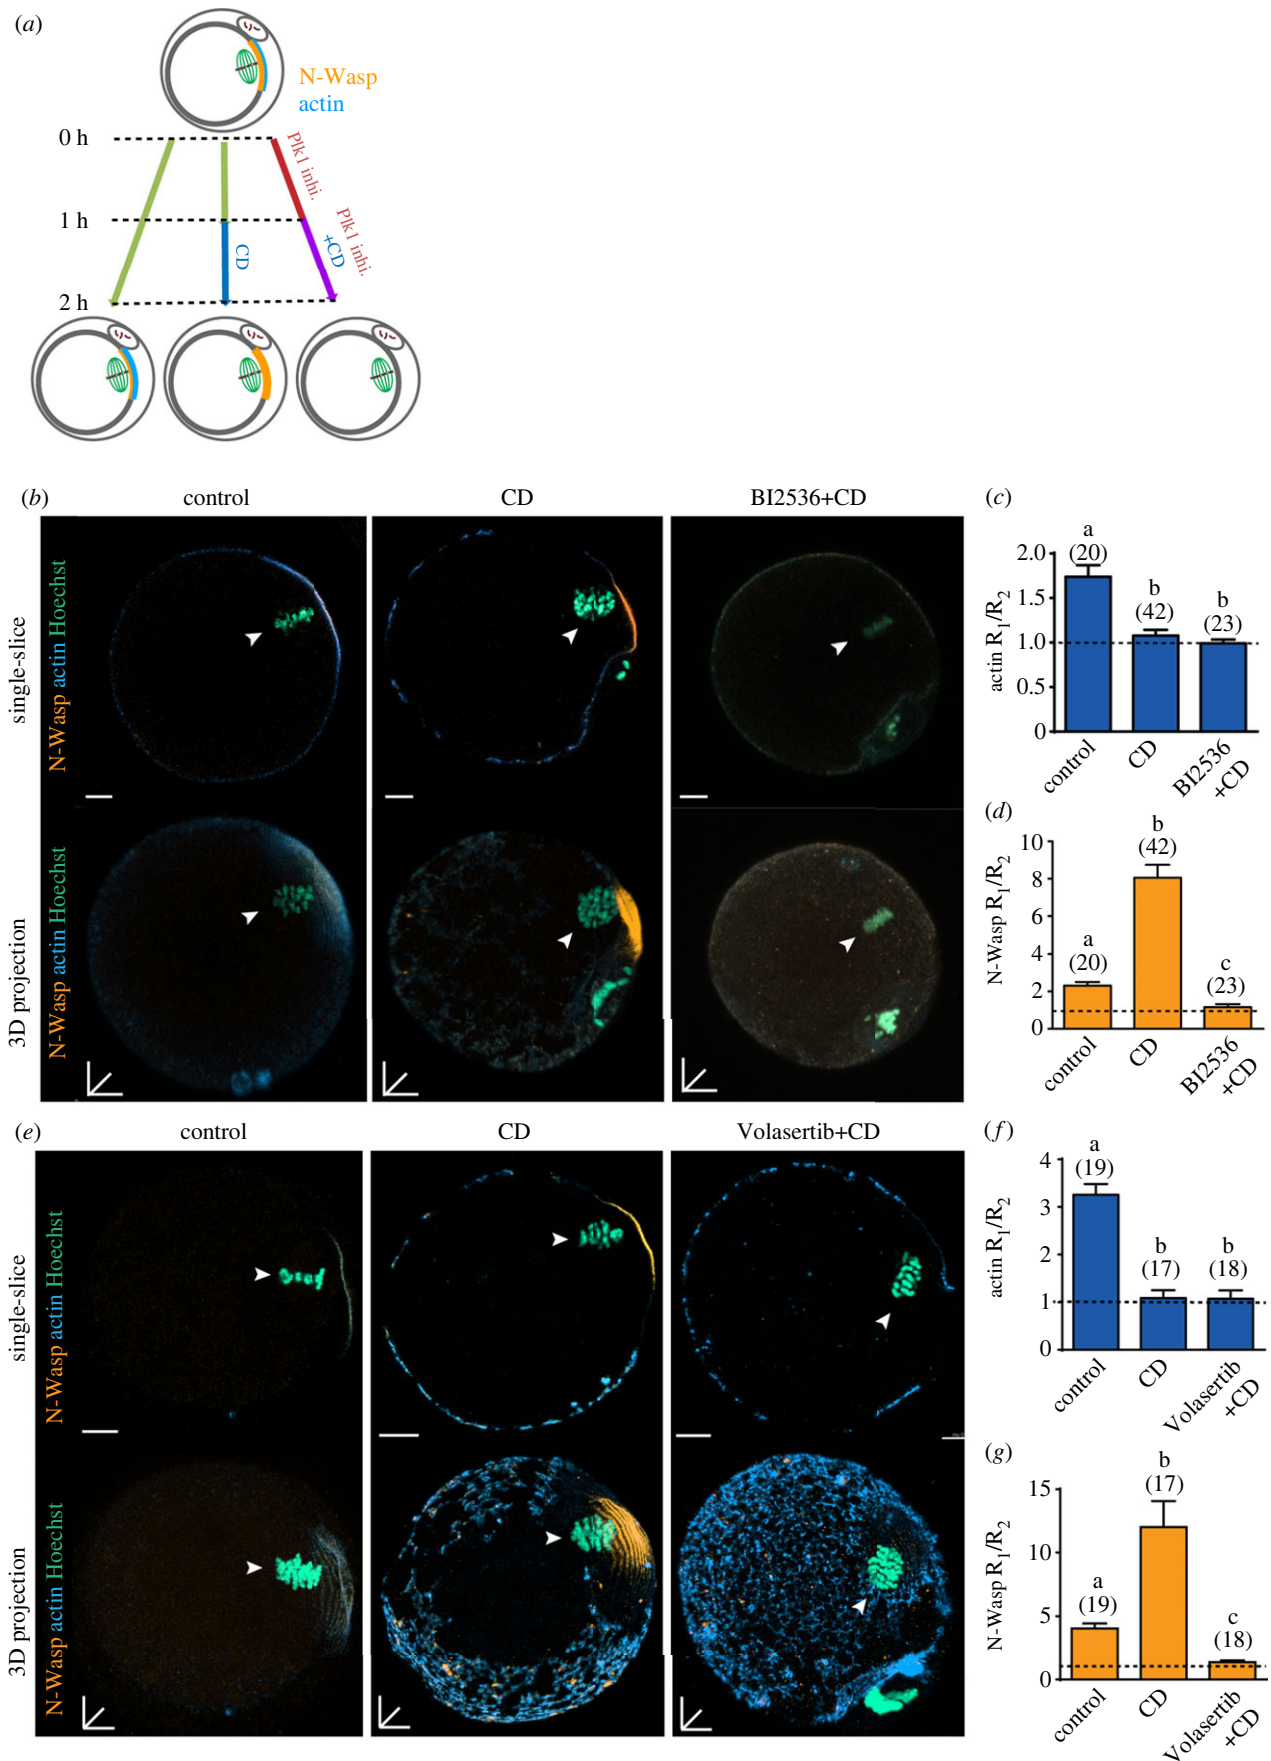 (a)
N-Wasp
actin
0 h
Plk1 inhi.
1 h
CD
Plk1 inhi.
+CD
2 h
(b)
control
CD
BI2536+CD
single-slice
N-Wasp actin Hoechst
3D projection
N-Wasp actin Hoechst
(c)
actin R1/R2
2.0
1.5
1.0
0.5
0
a
(20)
b
(42)
b
(23)
control
CD
BI2536
+CD
(d)
N-Wasp R1/R2
10
8
6
4
2
0
a
(20)
b
(42)
c
(23)
control
CD
BI2536
+CD
(e)
control
CD
Volasertib+CD
single-slice
N-Wasp actin Hoechst
3D projection
N-Wasp actin Hoechst
(f)
actin R1/R2
4
3
2
1
0
a
(19)
b
(17)
b
(18)
control
CD
Volasertib
+CD
(g)
N-Wasp R1/R2
15
10
5
0
a
(19)
b
(17)
c
(18)
control
CD
Volasertib
+CD